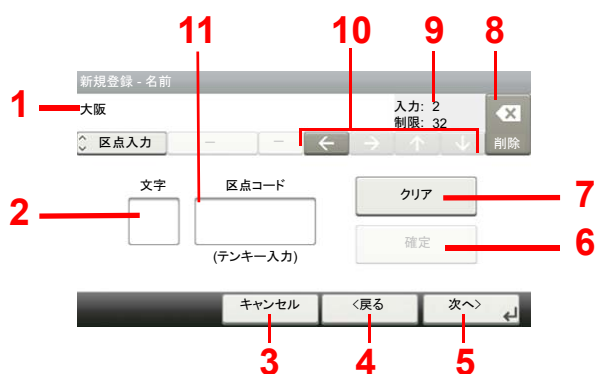 11 10 9 8
新規登録 - 名前
1 大阪 入力: 2
制限: 32
区点入力 ー ー ← → ↑ ↓ 削除
文字 区点コード クリア 7
2
確定 6
(テンキー入力)
キャンセル <戻る 次へ>
3 4 5